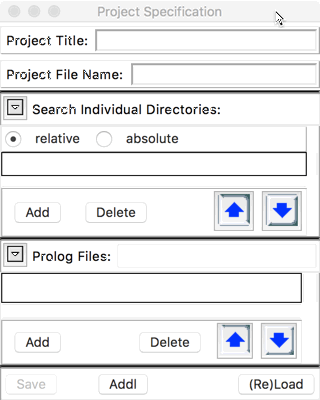 Project Specification
Project Title:
Project File Name:
Search Individual Directories:
relative absolute
Add Delete
Prolog Files:
Add Delete
Save Addl (Re)Load